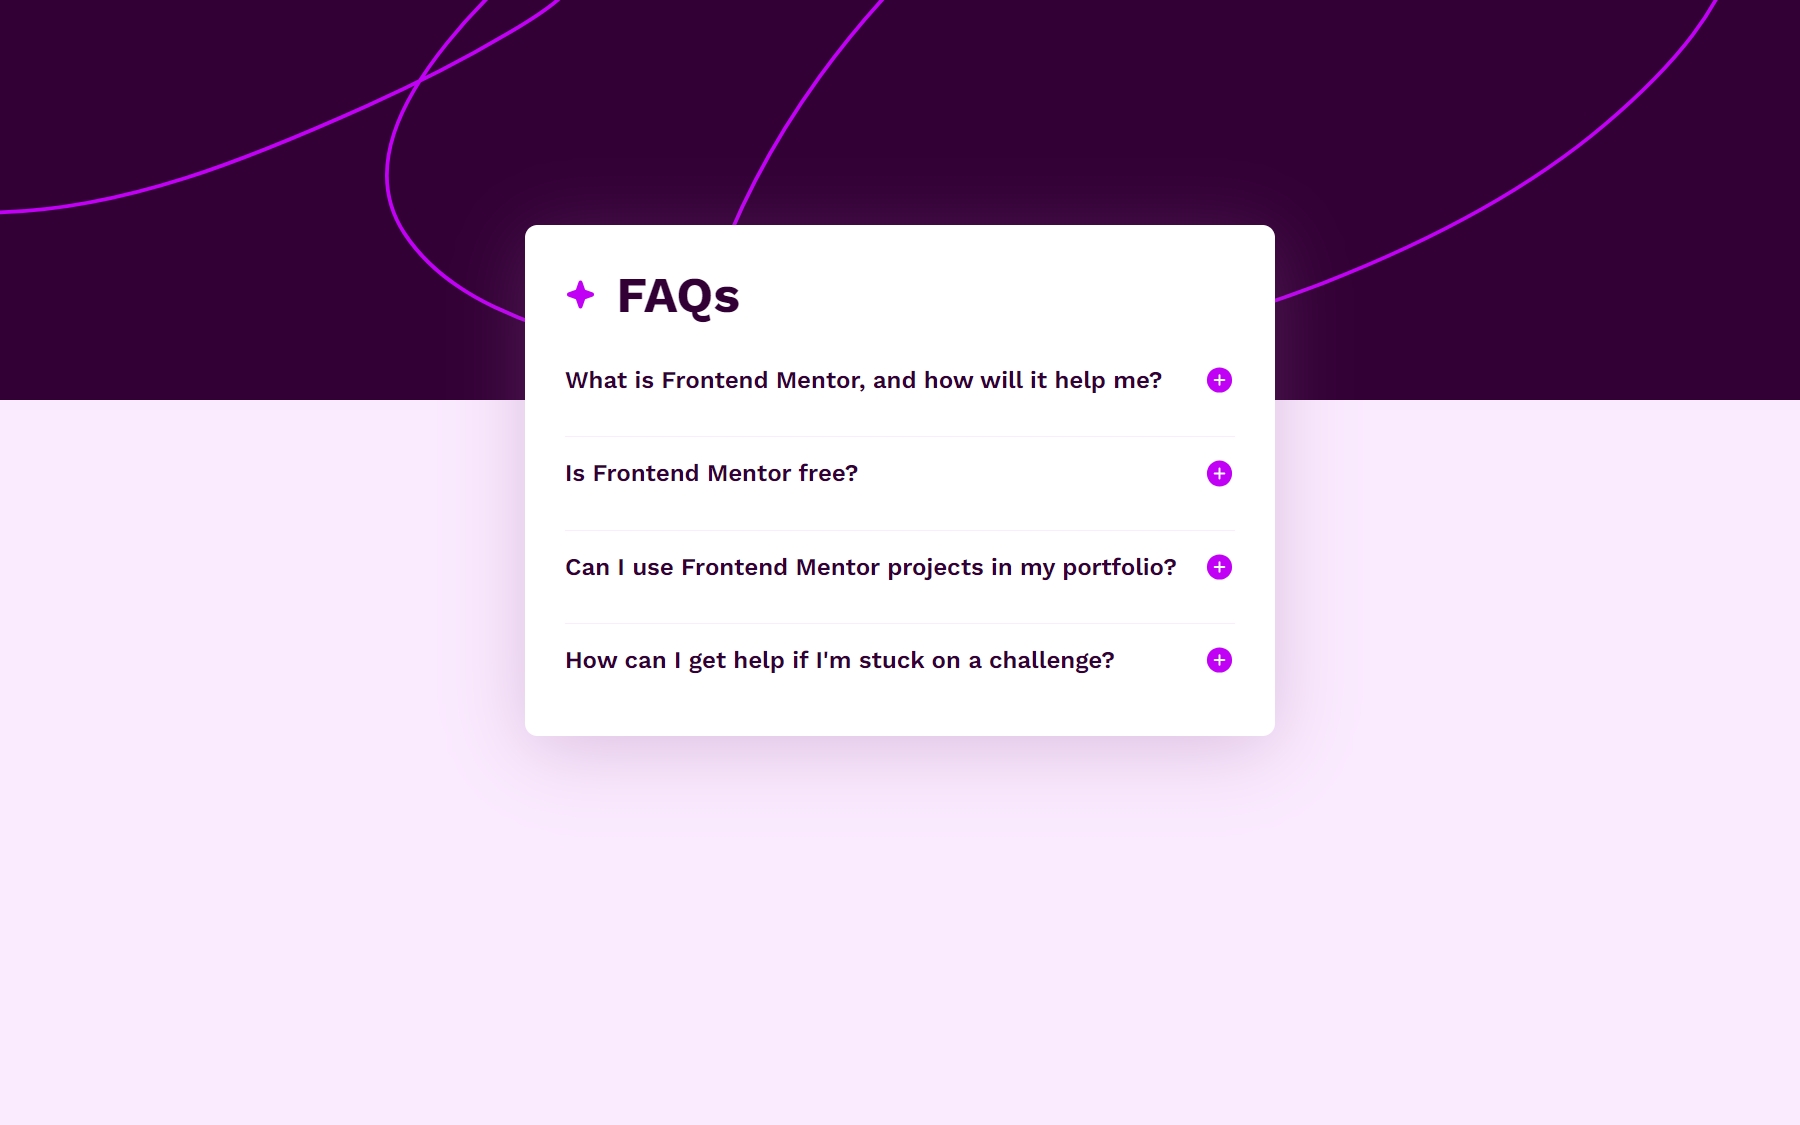 FAQs
What is Frontend Mentor, and how will it help me?
Is Frontend Mentor free?
Can I use Frontend Mentor projects in my portfolio?
How can I get help if I'm stuck on a challenge?